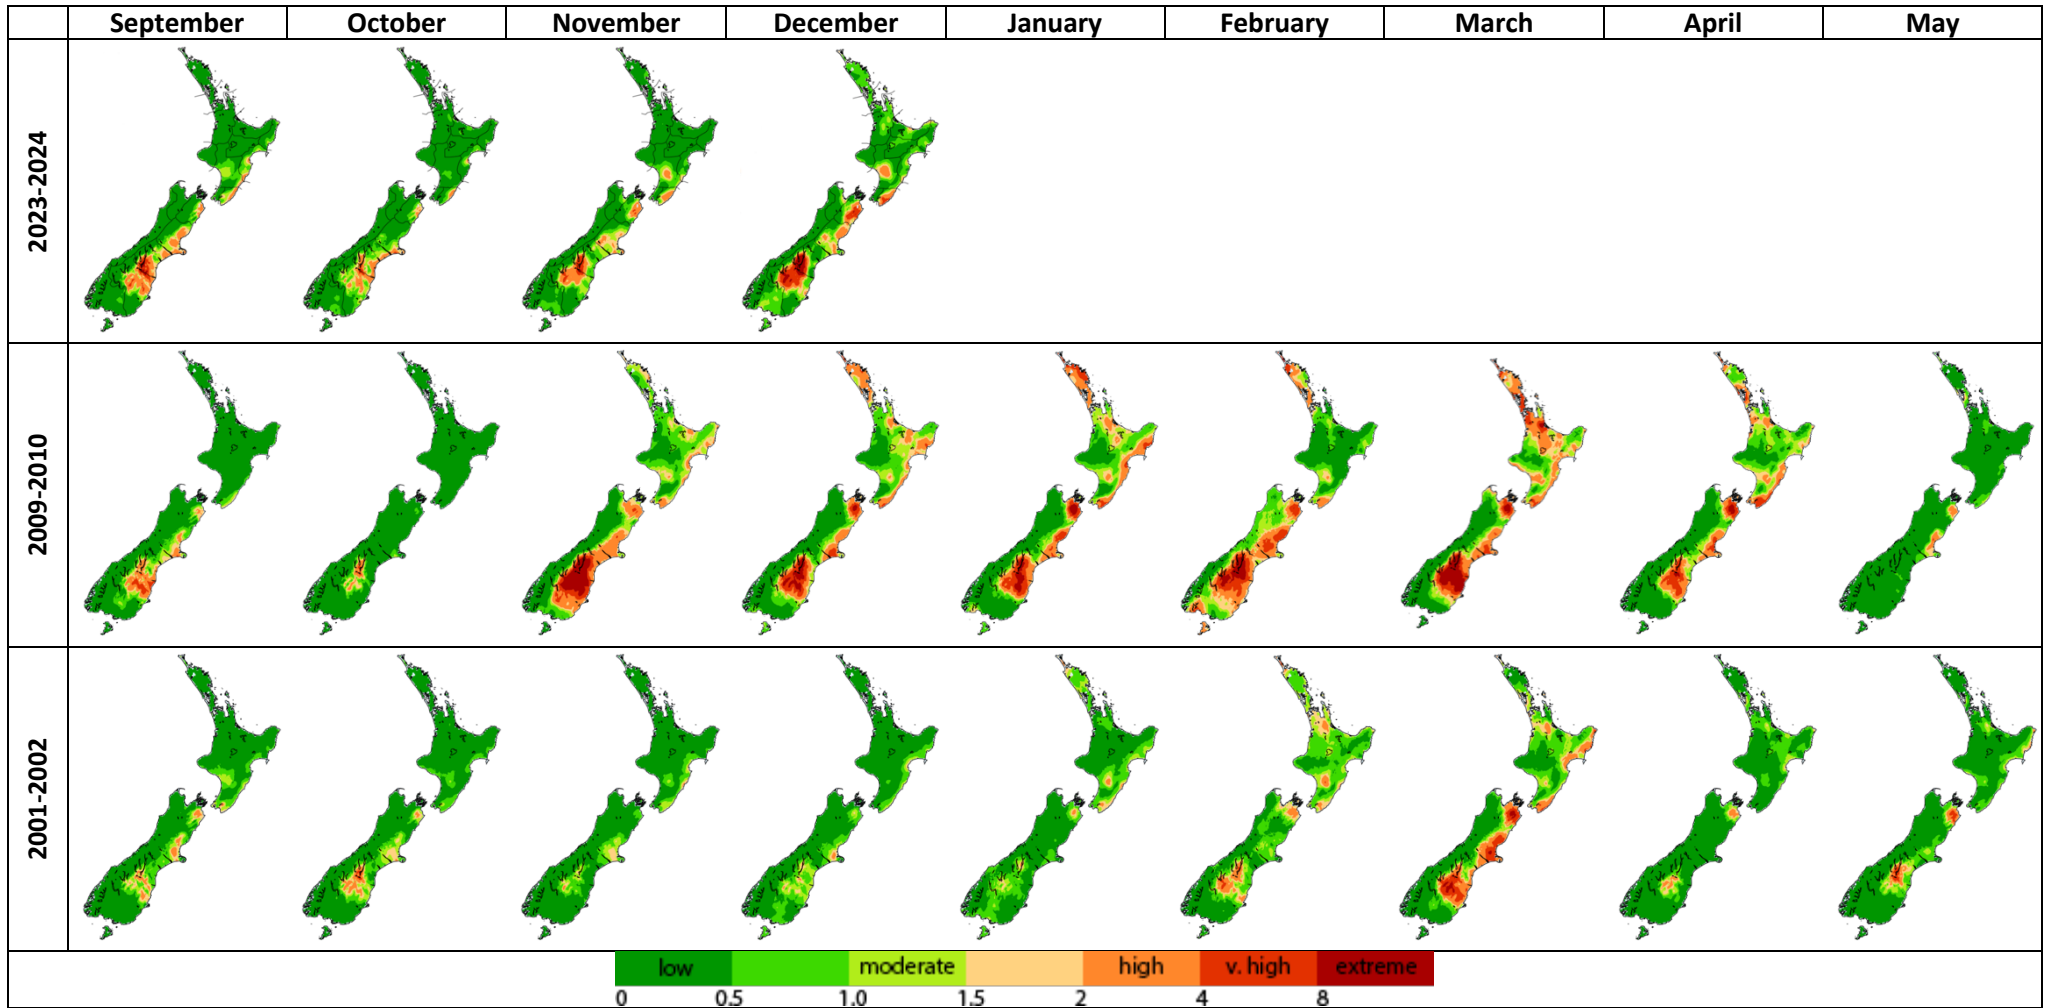 September October November December January February March April May
2023-2024
2009-2010
2001-2002
low moderate high v. high extreme
0 0.5 1.0 1.5 2 4 8